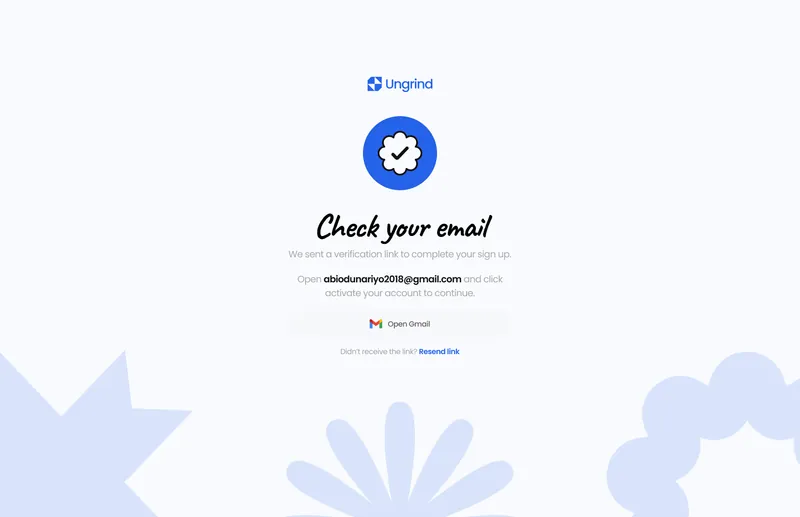 Ungrind
Check your email
We sent a verification link to complete your sign up.
Open abiodunariyo2018@gmail.com and click
activate your account to continue.
Open Gmail
Didn't receive the link? Resend link